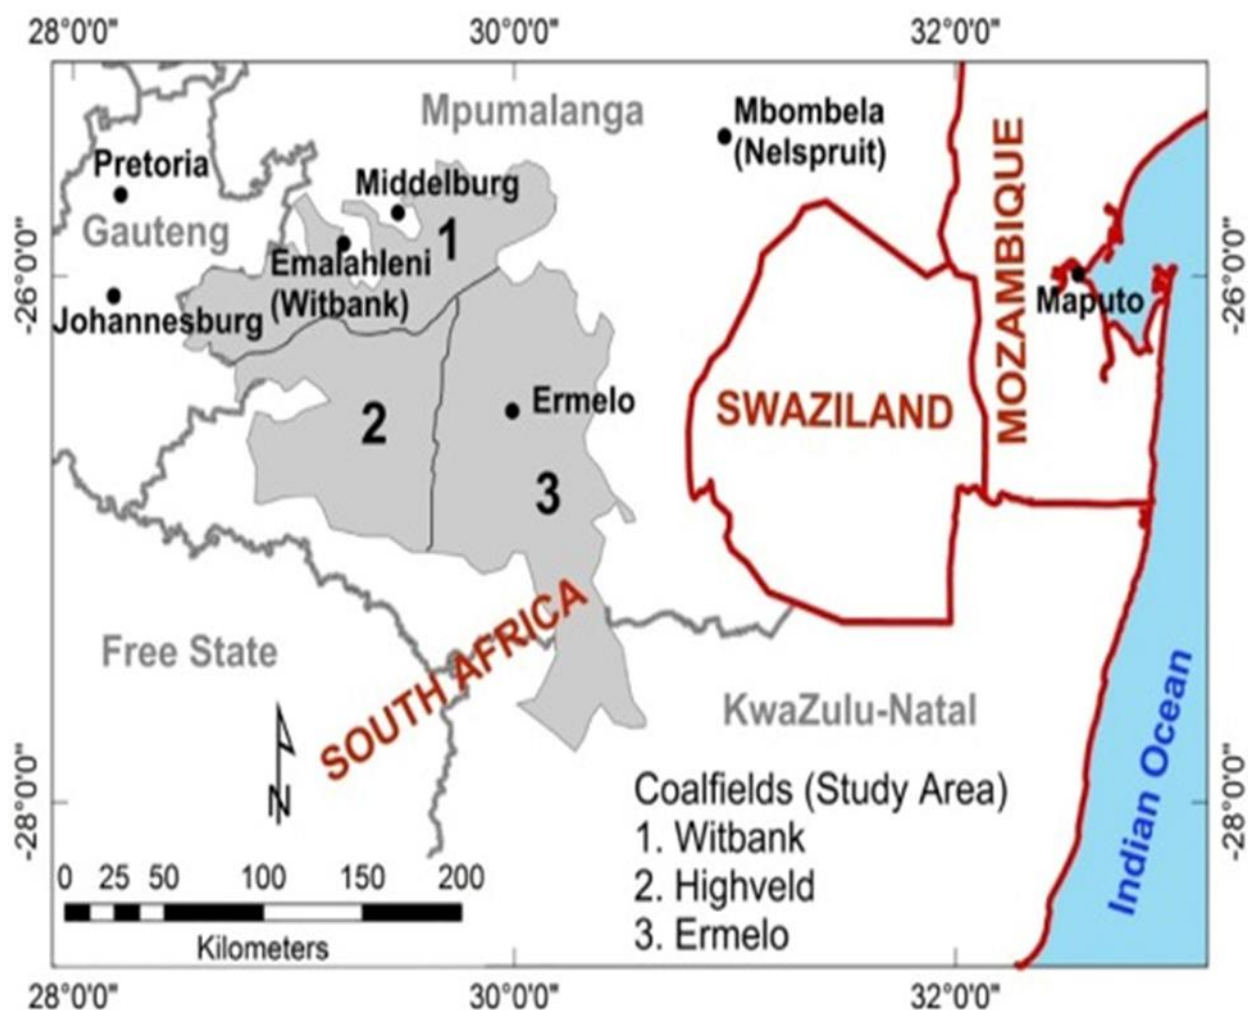 28°0'0"
30°0'0"
32°0'0"
Mpumalanga
Mbombela
(Nelspruit)
Pretoria
Middelburg
Gauteng
1
MOZAMBIQUE
-26°0'0"
-26°0'0"
Emalahleni
(Witbank)
Johannesburg
Maputo
SWAZILAND
Ermelo
2
3
SOUTH AFRICA
Free State
KwaZulu-Natal
Indian Ocean
N
-28°0'0"
-28°0'0"
Coalfields (Study Area)
1. Witbank
2. Highveld
3. Ermelo
0 25 50 100 150 200
Kilometers
28°0'0"
30°0'0"
32°0'0"